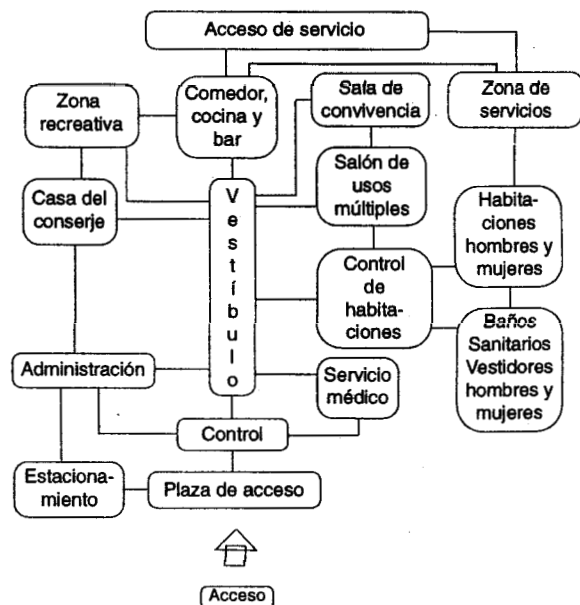 Acceso de servicio
Zona
recreativa
Comedor,
cocina y
bar
Sala de
convivencia
Zona de
servicios
Casa del
conserje
V
e
s
t
í
b
u
l
o
Salón de
usos
múltiples
Habita-
ciones
hombres y
mujeres
Control
de
habita-
ciones
Baños
Sanitarios
Vestidores
hombres y
mujeres
Administración
Servicio
médico
Control
Estaciona-
miento
Plaza de acceso
Acceso